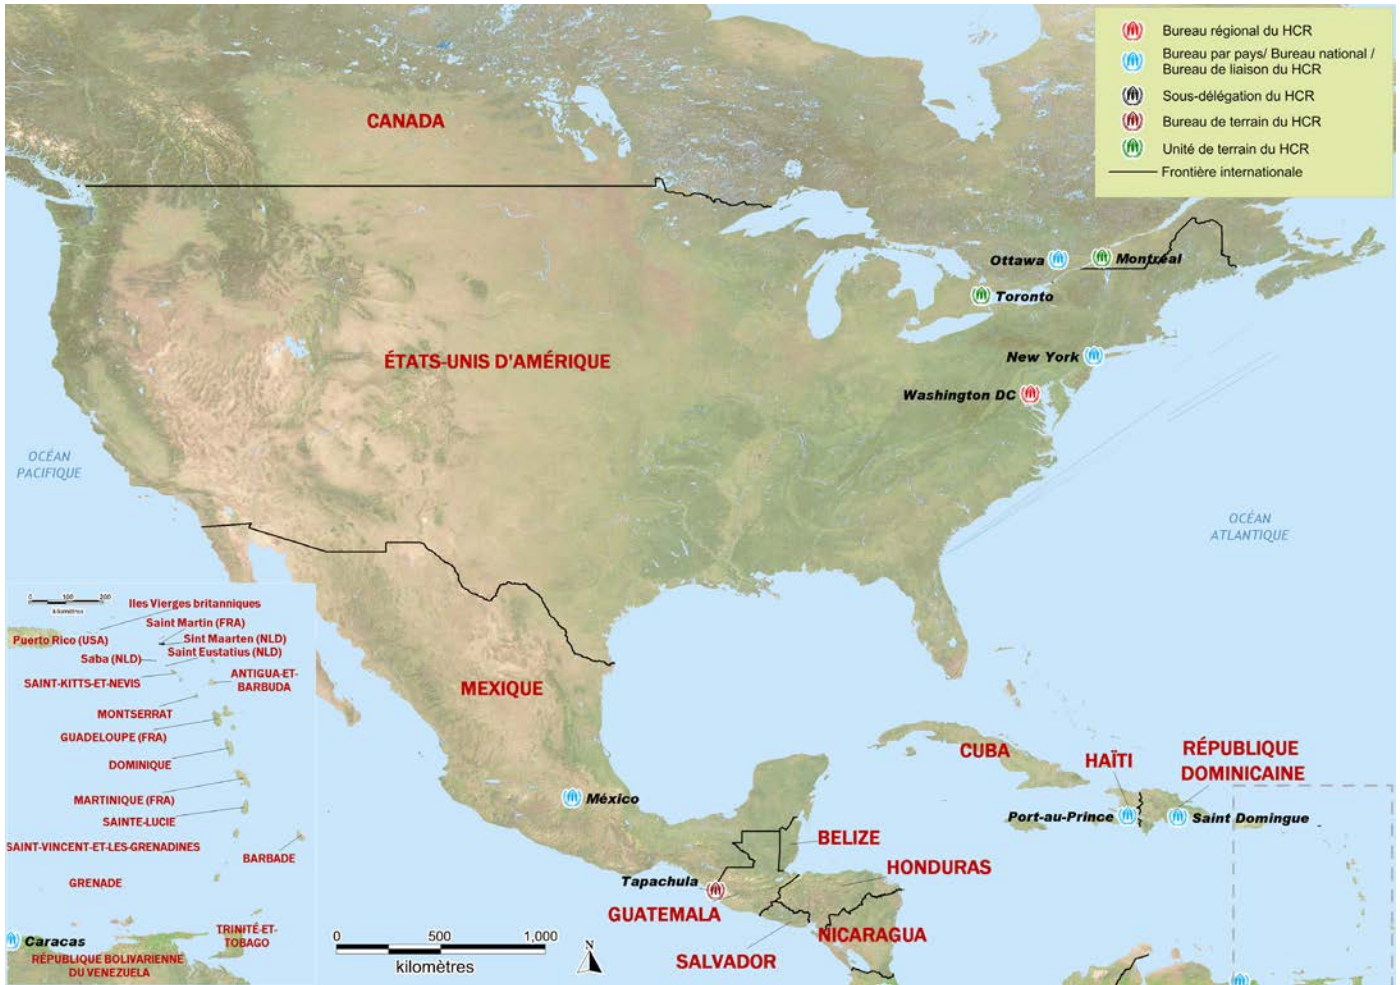 Bureau régional du HCR
Bureau par pays/ Bureau national /
Bureau de liaison du HCR
Sous-délégation du HCR
Bureau de terrain du HCR
Unité de terrain du HCR
Frontière internationale
CANADA
Ottawa
Montréal
Toronto
ÉTATS-UNIS D'AMÉRIQUE
New York
Washington DC
OCÉAN
PACIFIQUE
OCÉAN
ATLANTIQUE
MEXIQUE
CUBA
HAÏTI
RÉPUBLIQUE
DOMINICAINE
México
Port-au-Prince
Saint Domingue
BELIZE
HONDURAS
Tapachula
GUATEMALA
NICARAGUA
SALVADOR
0 500 1,000
kilomètres
N
0 100 200
kilomètres
Iles Vierges britanniques
Saint Martin (FRA)
Puerto Rico (USA)
Sint Maarten (NLD)
Saint Eustatius (NLD)
Saba (NLD)
SAINT-KITTS-ET-NEVIS
ANTIGUA-ET-
BARBUDA
MONTSERRAT
GUADELOUPE (FRA)
DOMINIQUE
MARTINIQUE (FRA)
SAINTE-LUCIE
SAINT-VINCENT-ET-LES-GRENADINES
BARBADE
GRENADE
TRINITÉ-ET-
TOBAGO
Caracas
RÉPUBLIQUE BOLIVARIENNE
DU VENEZUELA